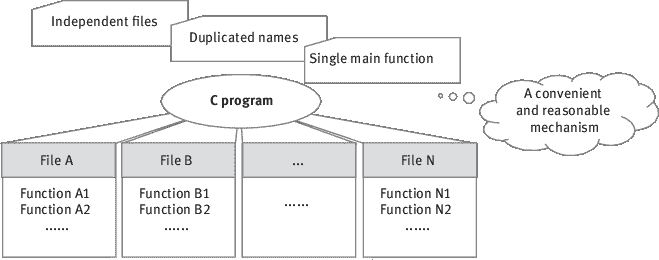 Independent files
Duplicated names
Single main function
C program
A convenient
and reasonable
mechanism
File A
File B
...
File N
Function A1
Function A2
......
Function B1
Function B2
......
......
Function N1
Function N2
......